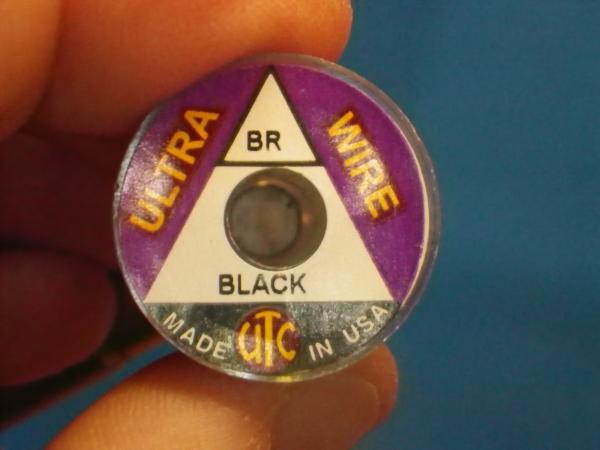 ULTRA
WIRE
BR
BLACK
MADE UTC IN USA